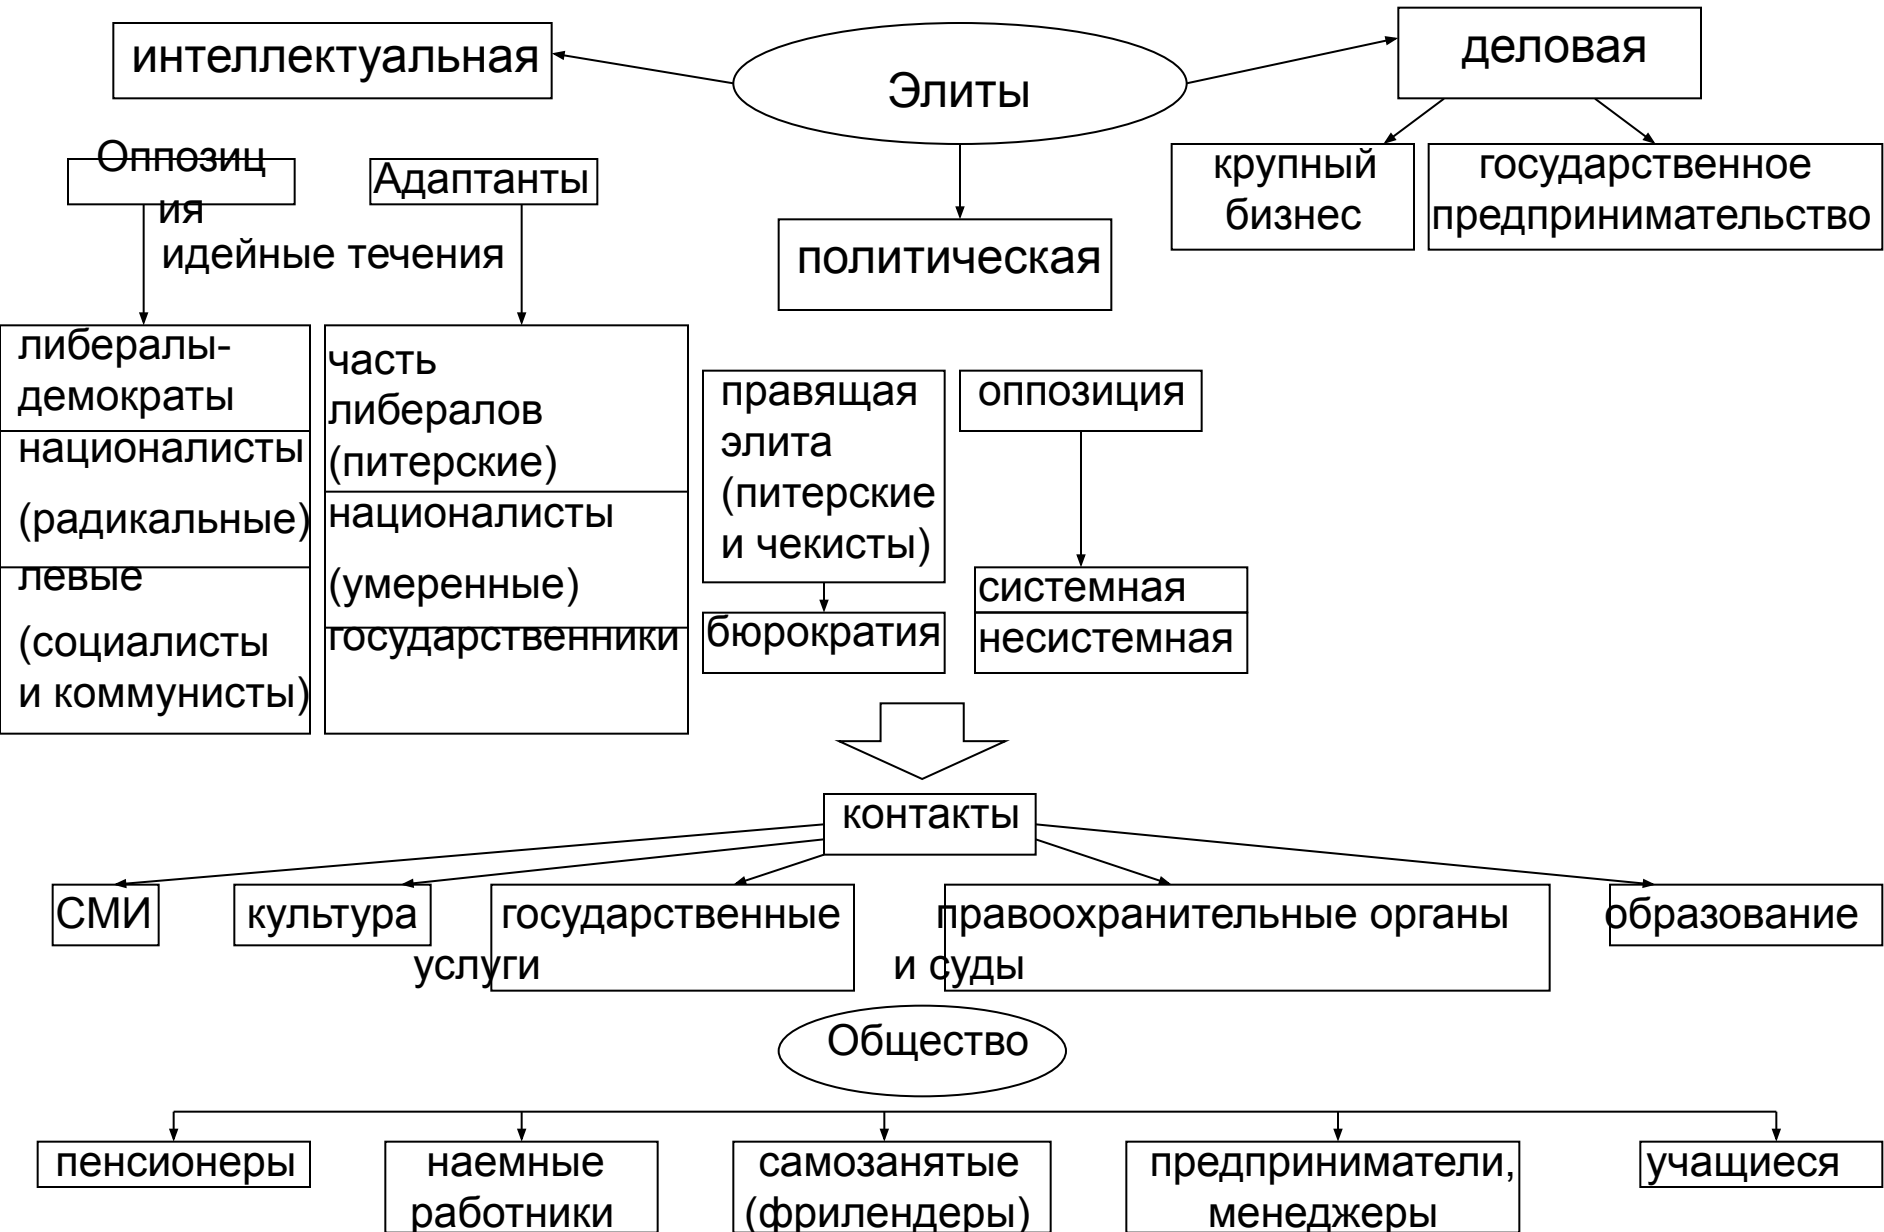 интеллектуальная
Элиты
деловая
Оппозиц
ия
Адаптанты
идейные течения
политическая
крупный
бизнес
государственное
предпринимательство
либералы-
демократы
националисты
(радикальные)
левые
(социалисты
и коммунисты)
часть
либералов
(питерские)
националисты
(умеренные)
государственники
правящая
элита
(питерские
и чекисты)
бюрократия
оппозиция
системная
несистемная
контакты
СМИ
культура
государственные
услуги
правоохранительные органы
и суды
образование
Общество
пенсионеры
наемные
работники
самозанятые
(фрилендеры)
предприниматели,
менеджеры
учащиеся